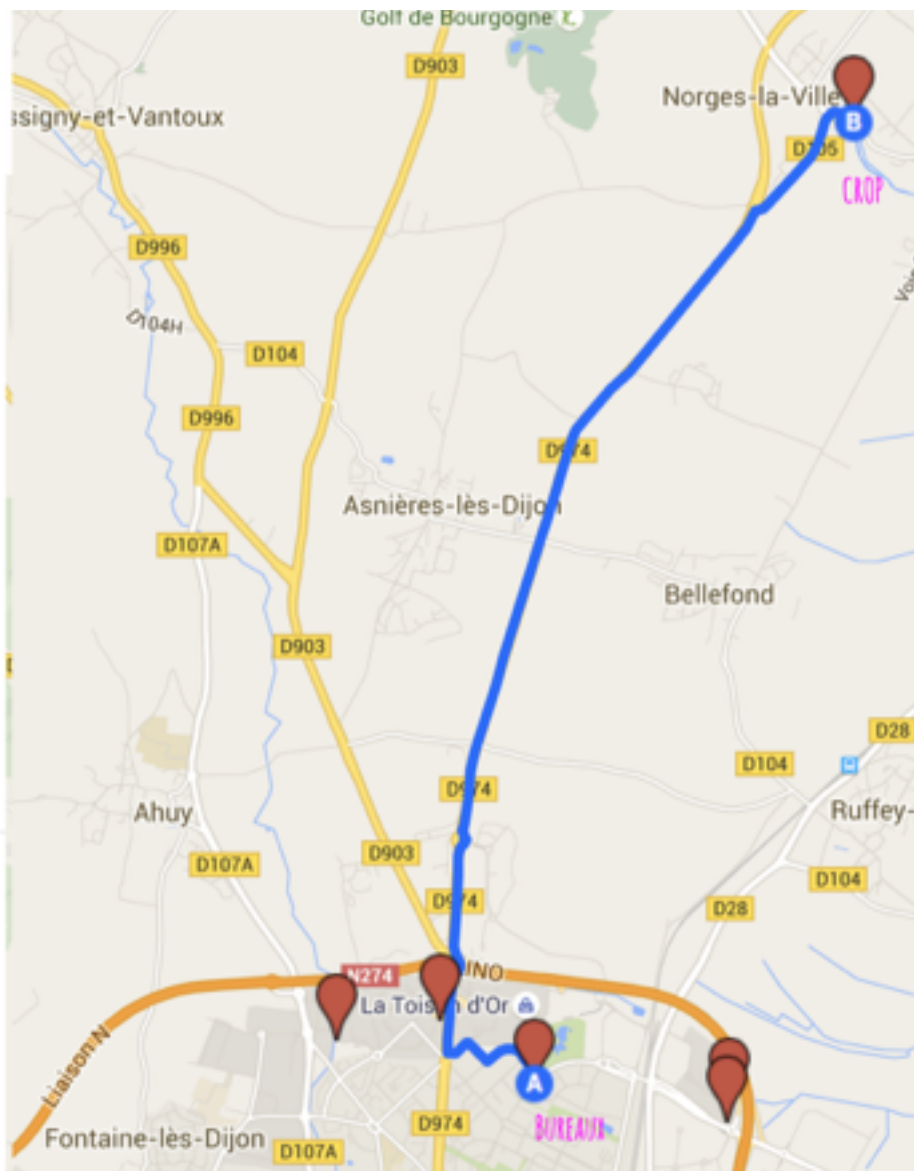 Golf de Bourgogne
D903
ssigny-et-Vantoux
Norges-la-Ville
B
D105
CROP
D996
D104H
D104
D996
D974
Asnières-lès-Dijon
D107A
Bellefond
D903
D28
D104
D974
Ahuy
Ruffey-
D903
D107A
D104
D974
D28
N274
INO
La Toison d'Or
Liaison N
A
D974
BUREAUX
Fontaine-lès-Dijon
D107A